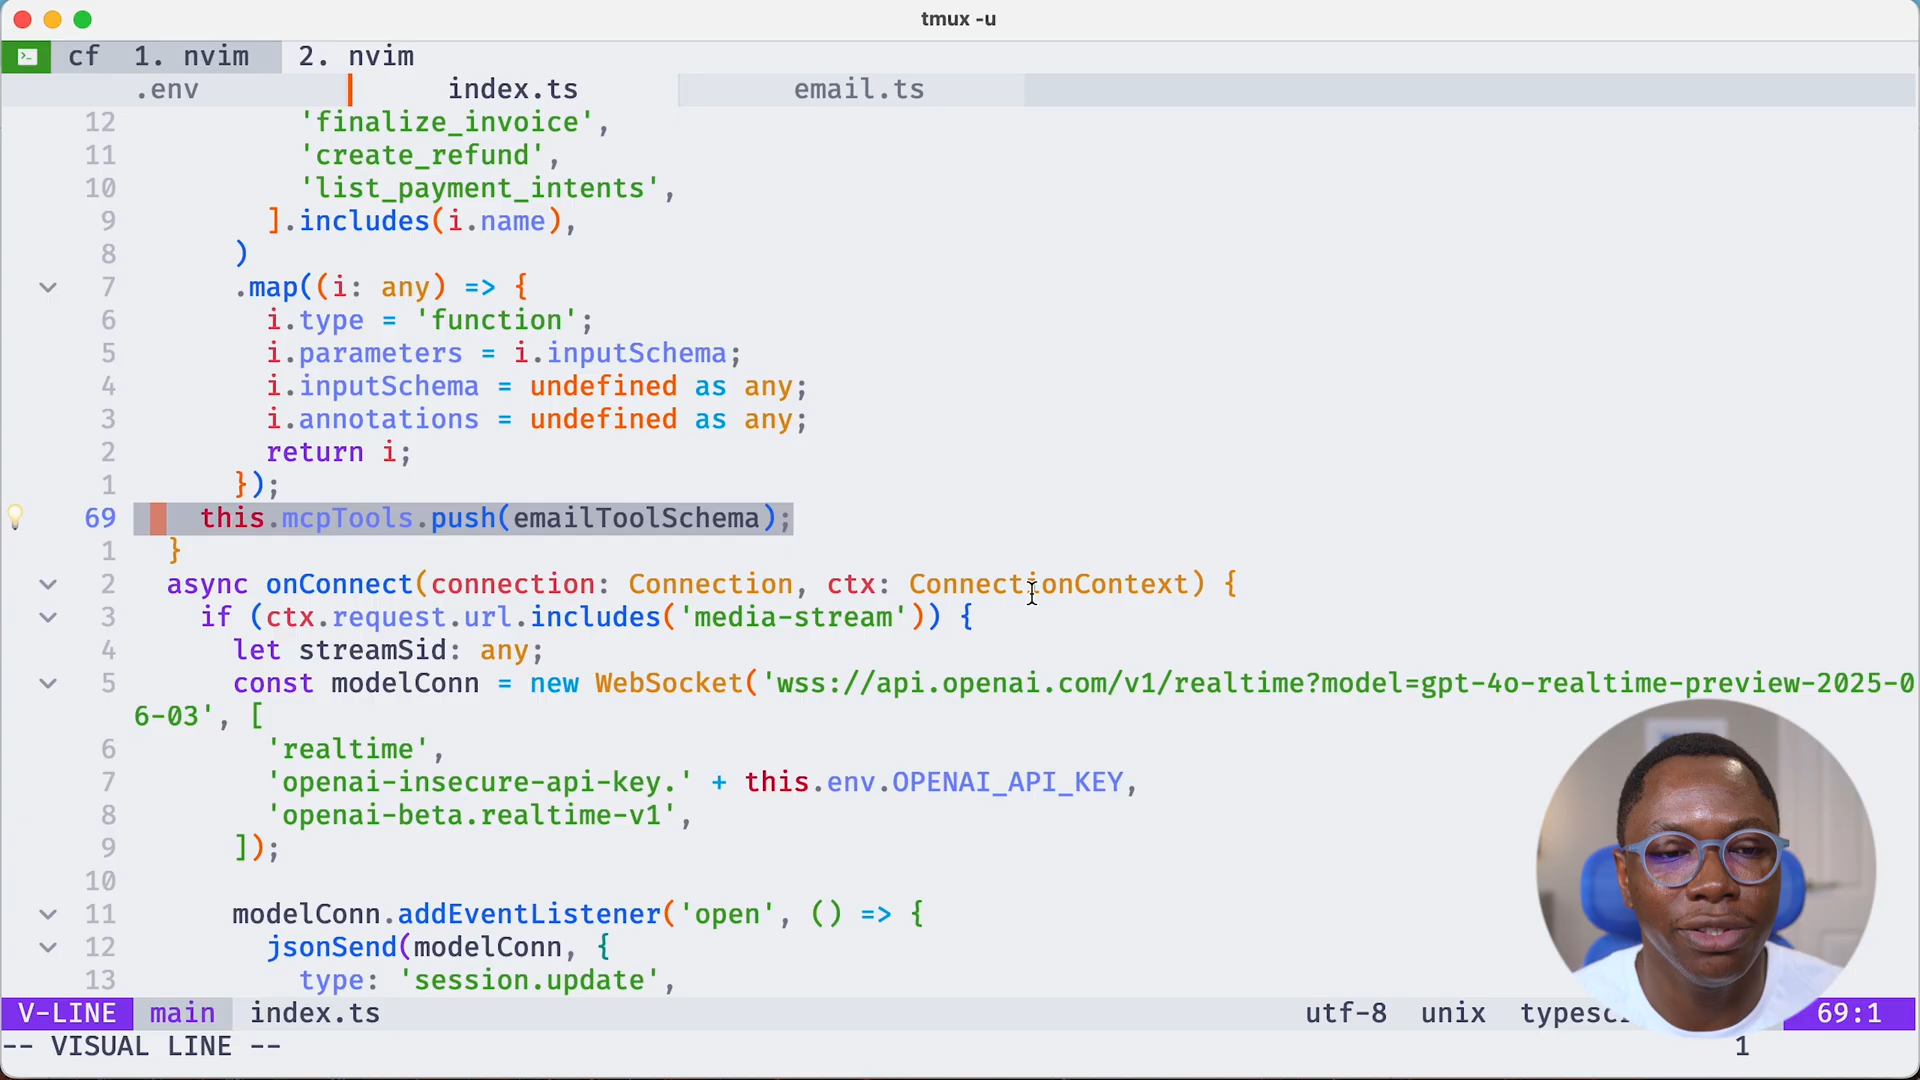 tmux -u
cf 1. nvim 2. nvim
.env index.ts email.ts
12 'finalize_invoice',
11 'create_refund',
10 'list_payment_intents',
9 ].includes(i.name),
8 )
7 .map((i: any) => {
6 i.type = 'function';
5 i.parameters = i.inputSchema;
4 i.inputSchema = undefined as any;
3 i.annotations = undefined as any;
2 return i;
1 });
69 this.mcpTools.push(emailToolSchema);
1 }
2 async onConnect(connection: Connection, ctx: ConnectionContext) {
3 if (ctx.request.url.includes('media-stream')) {
4 let streamSid: any;
5 const modelConn = new WebSocket('wss://api.openai.com/v1/realtime?model=gpt-4o-realtime-preview-2025-0
6-03', [
6 'realtime',
7 'openai-insecure-api-key.' + this.env.OPENAI_API_KEY,
8 'openai-beta.realtime-v1',
9 ]);
10
11 modelConn.addEventListener('open', () => {
12 jsonSend(modelConn, {
13 type: 'session.update',
V-LINE main index.ts utf-8 unix 69:1
-- VISUAL LINE -- 1